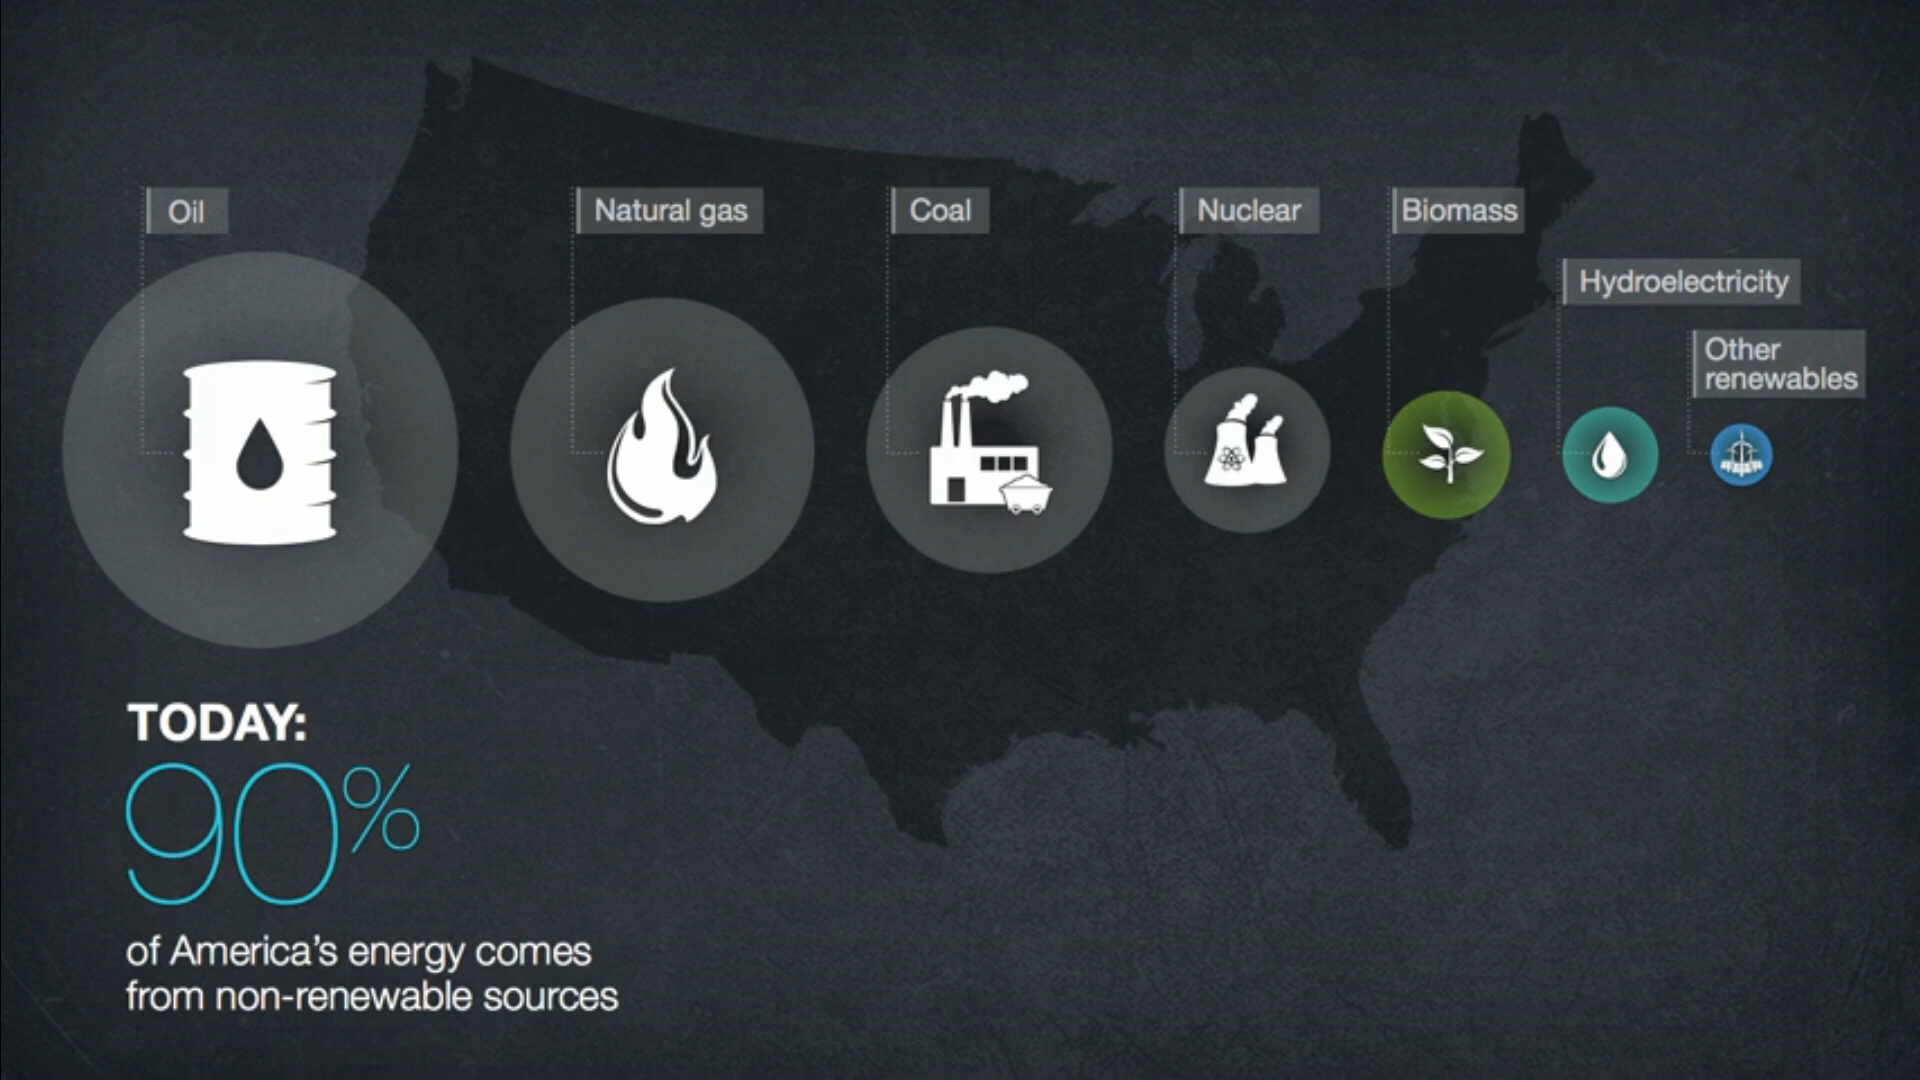 Oil
Natural gas
Coal
Nuclear
Biomass
Hydroelectricity
Other
renewables
TODAY:
90%
of America's energy comes
from non-renewable sources